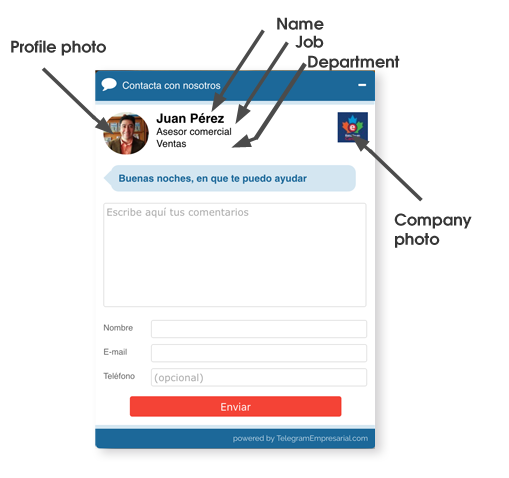 Name
Profile photo
Job
Department
Contacta con nosotros
Juan Pérez
Asesor comercial
Ventas
Buenas noches, en que te puedo ayudar
Escribe aquí tus comentarios
Company
photo
Nombre
E-mail
Teléfono (opcional)
Enviar
powered by TelegramEmpresarial.com